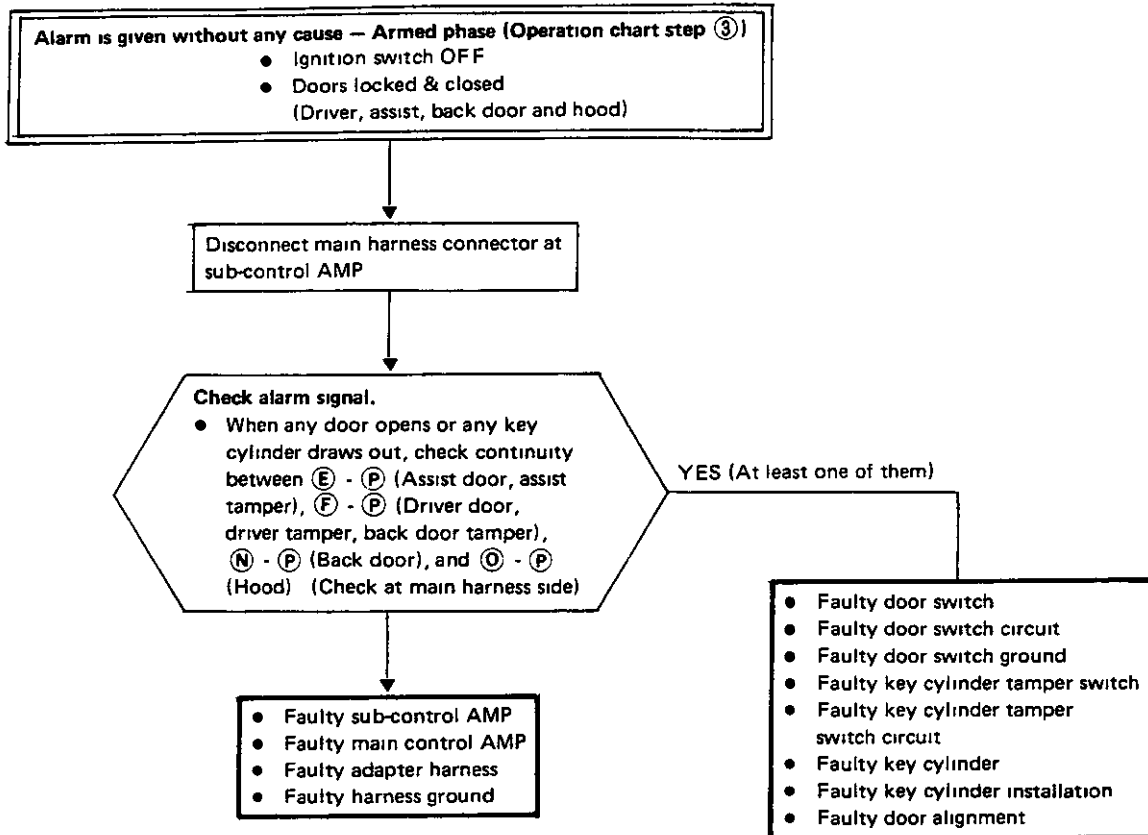 Alarm is given without any cause — Armed phase (Operation chart step ③)
● Ignition switch OFF
● Doors locked & closed
(Driver, assist, back door and hood)
Disconnect main harness connector at
sub-control AMP
Check alarm signal.
● When any door opens or any key
cylinder draws out, check continuity
between Ⓔ - Ⓟ (Assist door, assist
tamper), Ⓕ - Ⓟ (Driver door,
driver tamper, back door tamper),
Ⓝ - Ⓟ (Back door), and Ⓞ - Ⓟ
(Hood) (Check at main harness side)
YES (At least one of them)
● Faulty door switch
● Faulty door switch circuit
● Faulty door switch ground
● Faulty key cylinder tamper switch
● Faulty key cylinder tamper
switch circuit
● Faulty key cylinder
● Faulty key cylinder installation
● Faulty door alignment
● Faulty sub-control AMP
● Faulty main control AMP
● Faulty adapter harness
● Faulty harness ground